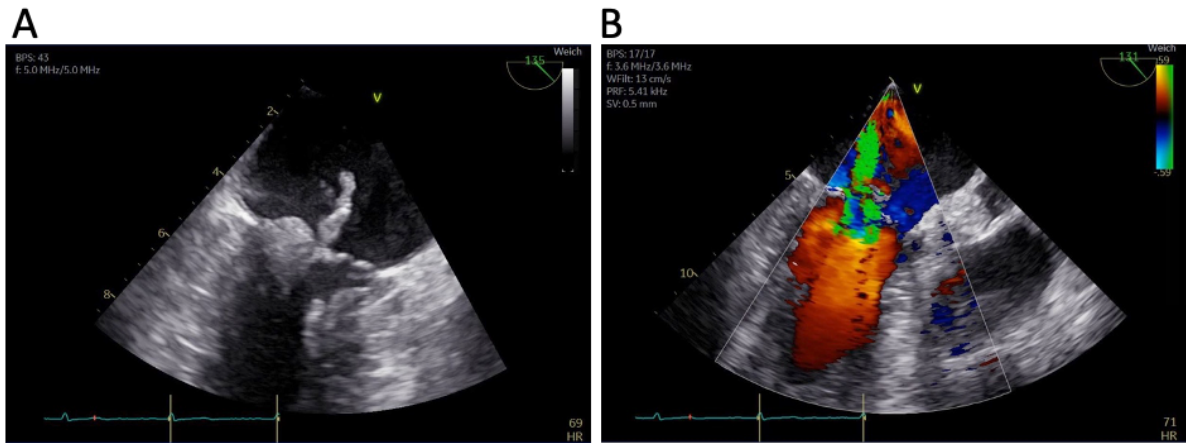 A
BPS: 43
f: 5.0 MHz/5.0 MHz
135
Weich
V
2
4
6
8
69
HR
B
BPS: 17/17
f: 3.6 MHz/3.6 MHz
WFilt: 13 cm/s
PRF: 5.41 kHz
SV: 0.5 mm
131
Weich
.59
-.59
V
5
10
71
HR